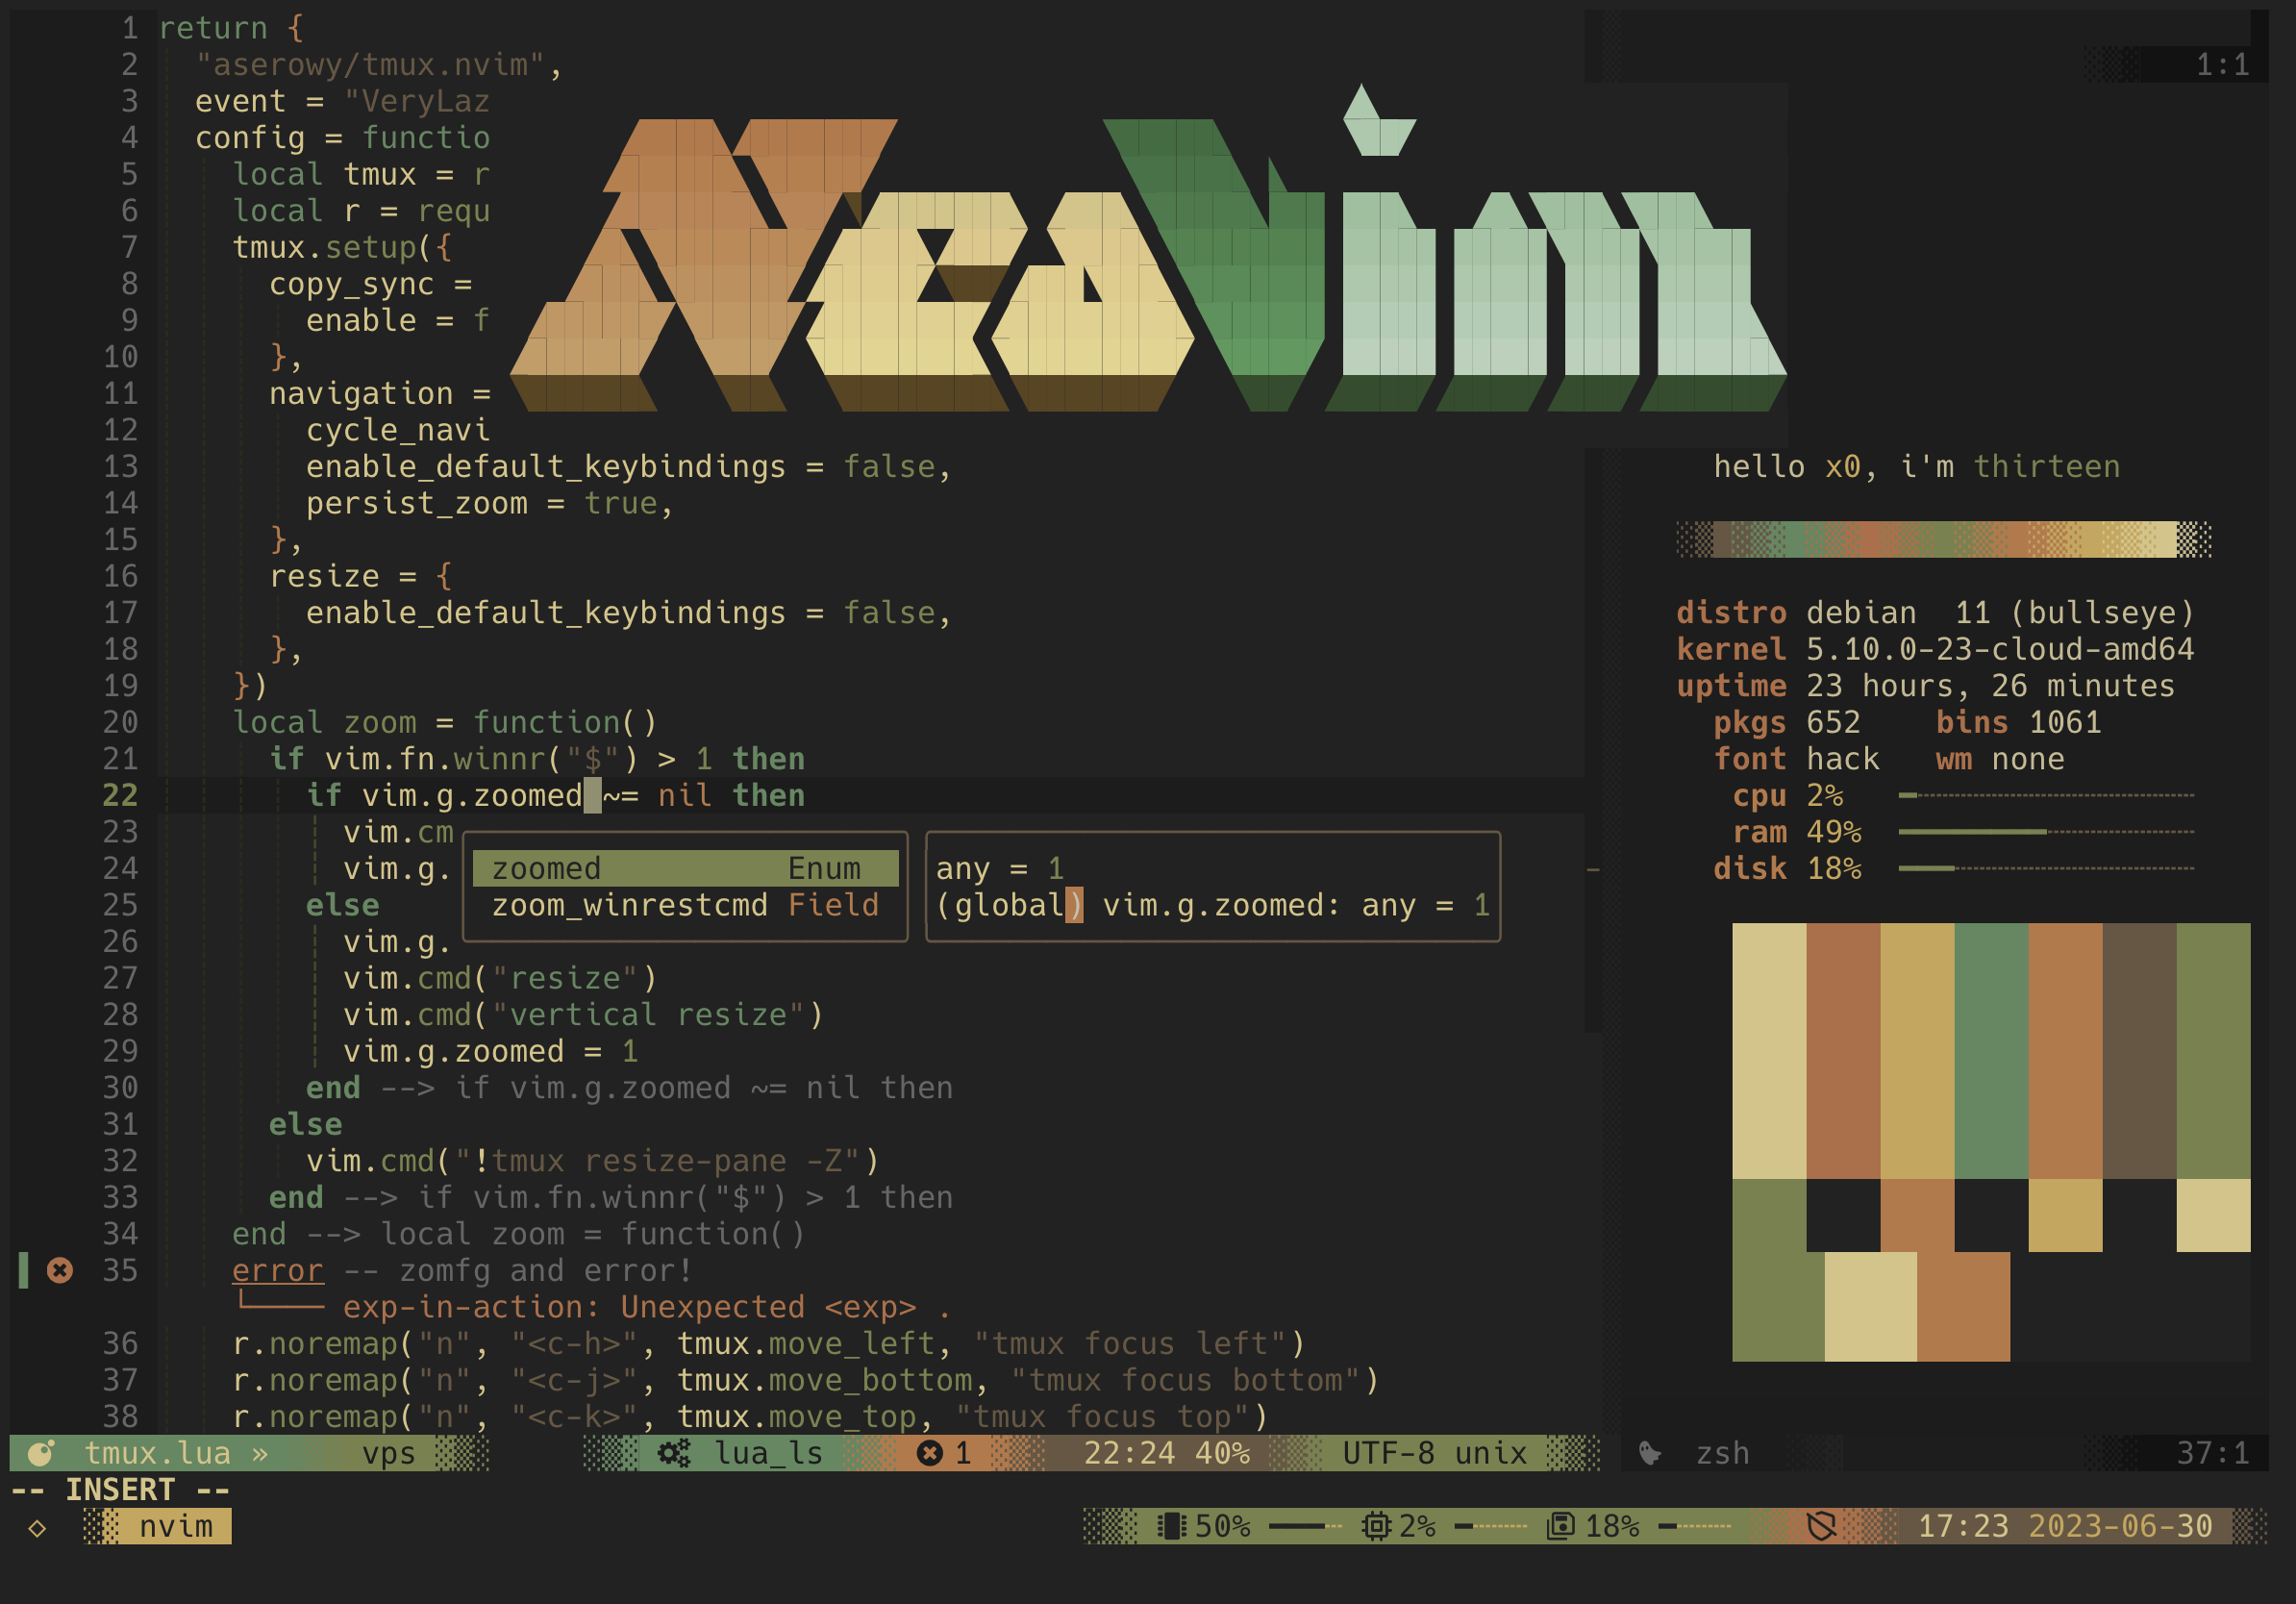 1 return {
2 "aserowy/tmux.nvim",
3 event = "VeryLaz
4 config = functio
5 local tmux = r
6 local r = requ
7 tmux.setup({
8 copy_sync =
9 enable = f
10 },
11 navigation =
12 cycle_navi
13 enable_default_keybindings = false,
14 persist_zoom = true,
15 },
16 resize = {
17 enable_default_keybindings = false,
18 },
19 })
20 local zoom = function()
21 if vim.fn.winnr("$") > 1 then
22 if vim.g.zoomed ~= nil then
23 vim.cm
24 vim.g.
25 else
26 vim.g.
27 vim.cmd("resize")
28 vim.cmd("vertical resize")
29 vim.g.zoomed = 1
30 end --> if vim.g.zoomed ~= nil then
31 else
32 vim.cmd("!tmux resize-pane -Z")
33 end --> if vim.fn.winnr("$") > 1 then
34 end --> local zoom = function()
35 error -- zomfg and error!
└──── exp-in-action: Unexpected <exp> .
36 r.noremap("n", "<c-h>", tmux.move_left, "tmux focus left")
37 r.noremap("n", "<c-j>", tmux.move_bottom, "tmux focus bottom")
38 r.noremap("n", "<c-k>", tmux.move_top, "tmux focus top")
NeoVim
zoomed Enum
zoom_winrestcmd Field
any = 1
(global) vim.g.zoomed: any = 1
1:1
hello x0, i'm thirteen
distro debian 11 (bullseye)
kernel 5.10.0-23-cloud-amd64
uptime 23 hours, 26 minutes
pkgs 652 bins 1061
font hack wm none
cpu 2%
ram 49%
disk 18%
tmux.lua » vps lua_ls 1 22:24 40% UTF-8 unix
zsh 37:1
-- INSERT --
nvim 50% 2% 18% 17:23 2023-06-30